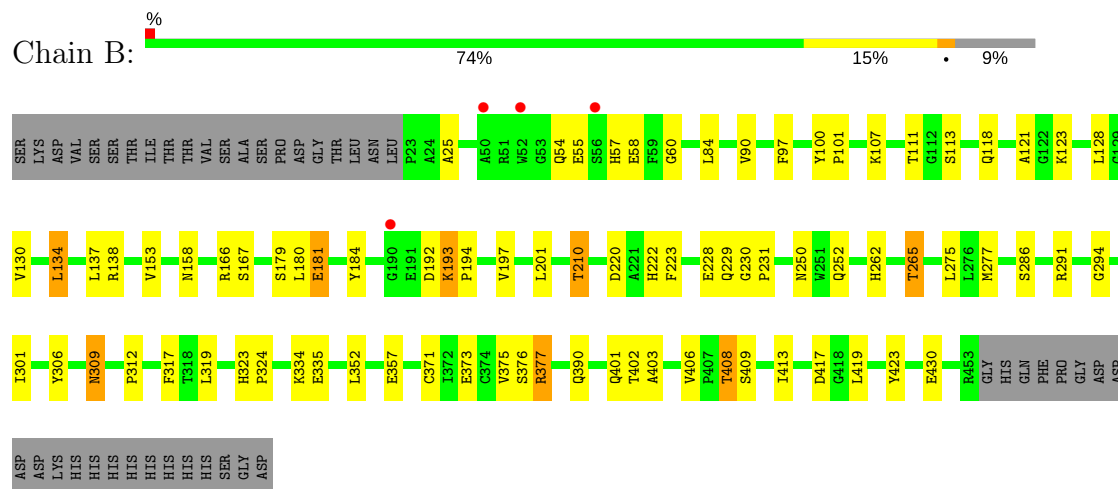 %
Chain B:
74% 15% • 9%
SER LYS ASP VAL SER SER THR ILE THR THR VAL SER ALA SER PRO ASP GLY THR LEU ASN LEU P23 A24 A25 A50 R51 W52 G53 Q54 E55 S56 H57 E58 F59 G60 L84 V90 F97 Y100 P101 K107 T111 G112 S113 Q118 A121 G122 K123 L128
V130 L134 L137 R138 V153 N158 R166 S167 S179 L180 E181 Y184 G190 E191 D192 K193 P194 V197 L201 T210 D220 A221 H222 F223 E228 Q229 G230 P231 N250 W251 Q252 H262 T265 L275 L276 M277 S286 R291 G294
I301 Y306 N309 P312 F317 T318 L319 H323 P324 K334 E335 L352 E357 C371 I372 E373 C374 V375 S376 R377 Q390 Q401 T402 A403 V406 P407 T408 S409 I413 D417 G418 L419 Y423 E430 R453 GLY HIS GLN PHE PRO GLY ASP ASP
ASP ASP LYS HIS HIS HIS HIS HIS HIS HIS HIS SER GLY ASP